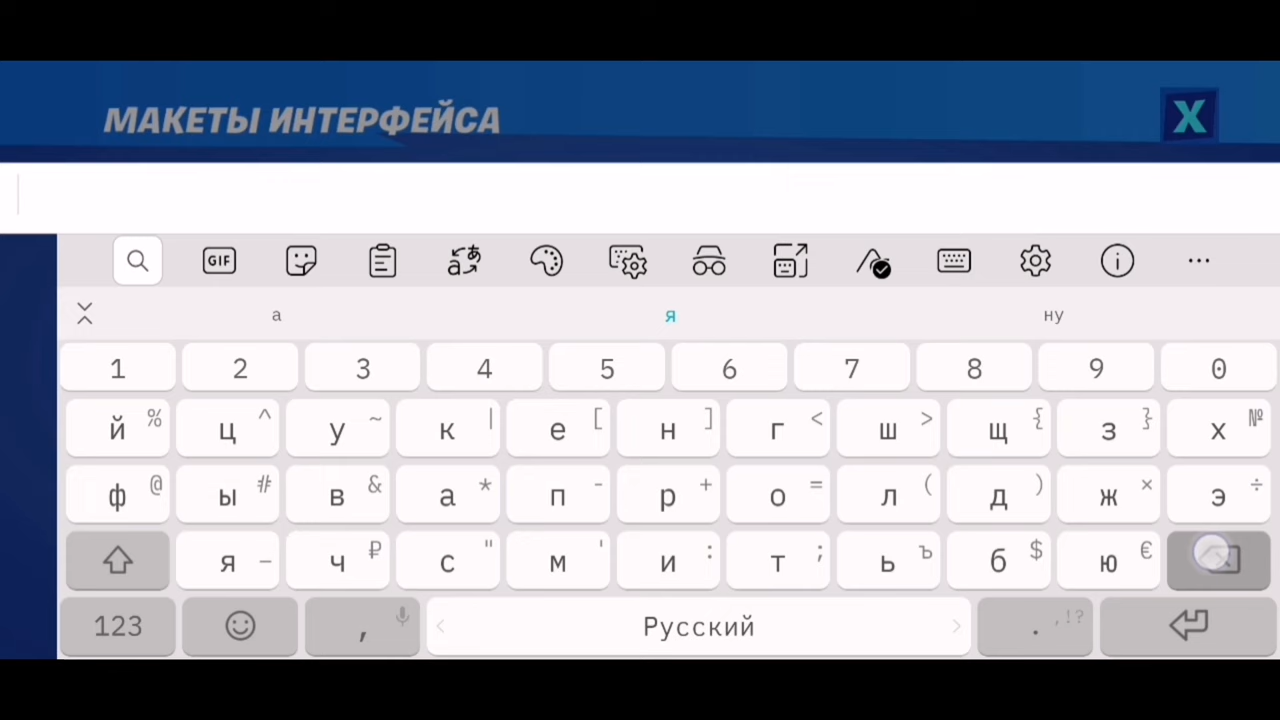 МАКЕТЫ ИНТЕРФЕЙСА
X
GIF
а я ну
1 2 3 4 5 6 7 8 9 0
й % ц ^ у ~ к | е [ н ] г < ш > щ { з } х №
ф @ ы # в & а * п - р + о = л ( д ) ж × э ÷
я _ ч ₽ с " м ' и : т ; ь ъ б $ ю €
123 , Русский . ,!?